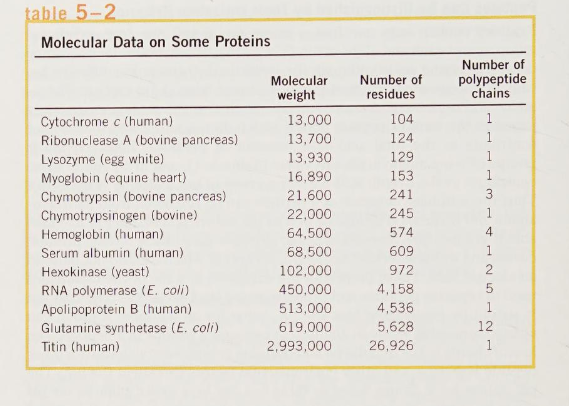 table 5–2
Molecular Data on Some Proteins
Molecular weight Number of residues Number of polypeptide chains
Cytochrome c (human) 13,000 104 1
Ribonuclease A (bovine pancreas) 13,700 124 1
Lysozyme (egg white) 13,930 129 1
Myoglobin (equine heart) 16,890 153 1
Chymotrypsin (bovine pancreas) 21,600 241 3
Chymotrypsinogen (bovine) 22,000 245 1
Hemoglobin (human) 64,500 574 4
Serum albumin (human) 68,500 609 1
Hexokinase (yeast) 102,000 972 2
RNA polymerase (E. coli) 450,000 4,158 5
Apolipoprotein B (human) 513,000 4,536 1
Glutamine synthetase (E. coli) 619,000 5,628 12
Titin (human) 2,993,000 26,926 1